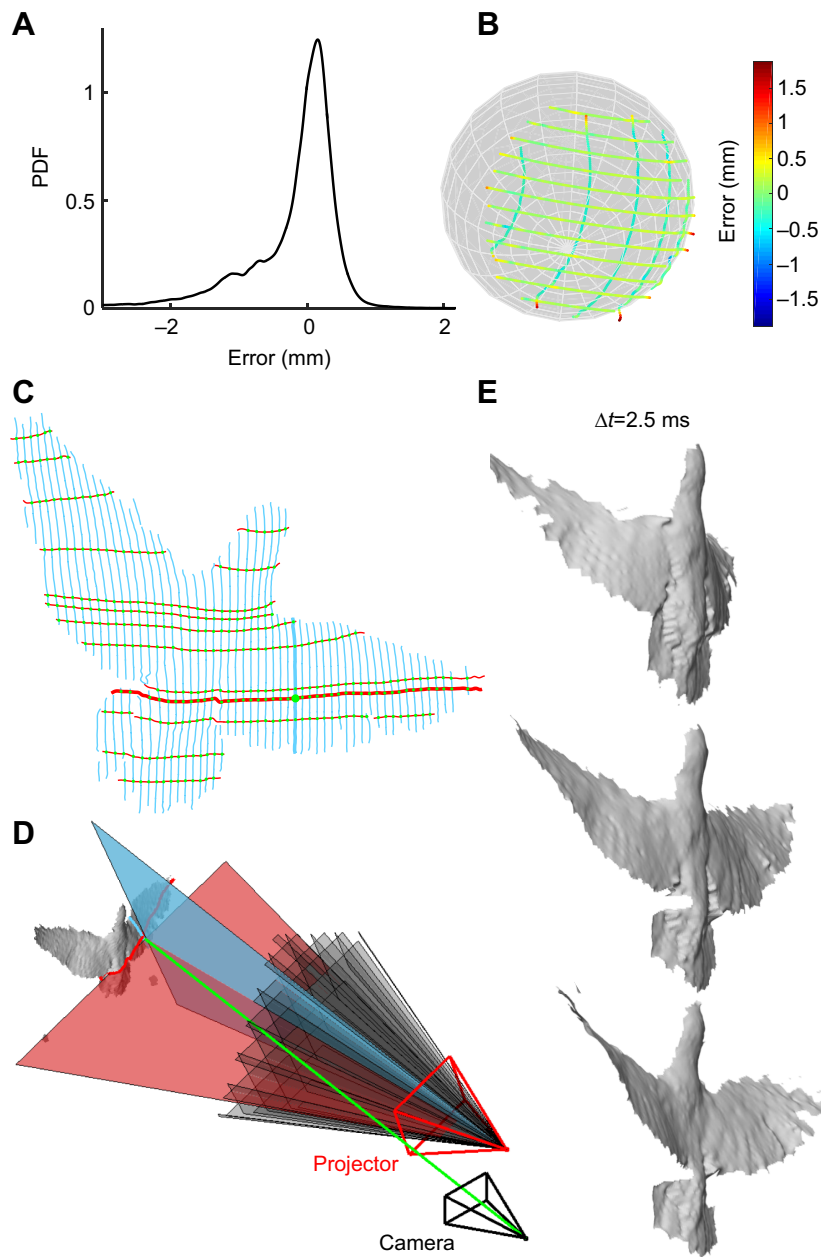 A
PDF
1
0.5
0
–2
0
2
Error (mm)
B
Error (mm)
1.5
1
0.5
0
–0.5
–1
–1.5
C
D
Projector
Camera
E
Δt=2.5 ms